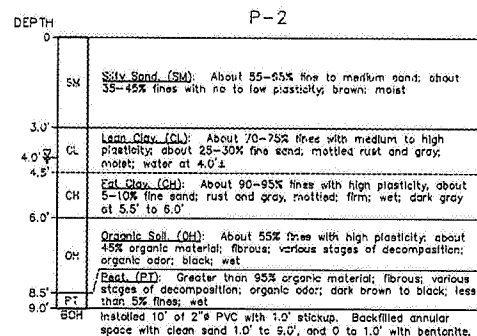 DEPTH
P-2
0
SM
Silty Sand, (SM): About 55-65% fine to medium sand; about
35-45% fines with no to low plasticity; brown; moist
3.0'
CL
Lean Clay, (CL): About 70-75% fines with medium to high
plasticity; about 25-30% fine sand; mottled rust and gray;
moist; water at 4.0'±
4.0'
4.5'
CH
Fat Clay, (CH): About 90-95% fines with high plasticity, about
5-10% fine sand; rust and gray, mottled; firm; wet; dark gray
at 5.5' to 6.0'
6.0'
OH
Organic Soil, (OH): About 55% fines with high plasticity; about
45% organic material; fibrous; various stages of decomposition;
organic odor; black; wet
8.5'
PT
Peat, (PT): Greater than 95% organic material; fibrous; various
stages of decomposition; organic odor; dark brown to black; less
than 5% fines; wet
9.0'
BOH
Installed 10' of 2"ø PVC with 1.0' stickup. Backfilled annular
space with clean sand 1.0' to 9.0', and 0 to 1.0' with bentonite.